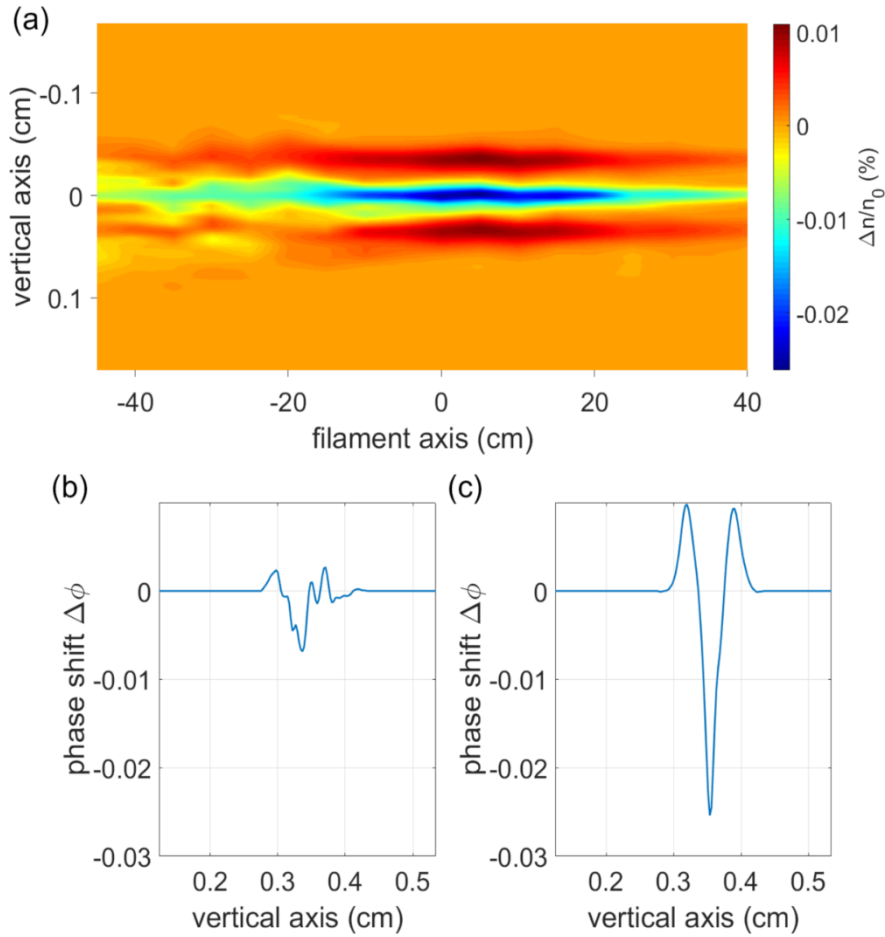 (a)
vertical axis (cm)
-0.1
0
0.1
-40
-20
0
20
40
filament axis (cm)
0.01
0
-0.01
-0.02
Δn/n₀ (%)
(b)
phase shift Δϕ
0
-0.01
-0.02
-0.03
0.2
0.3
0.4
0.5
vertical axis (cm)
(c)
phase shift Δϕ
0
-0.01
-0.02
-0.03
0.2
0.3
0.4
0.5
vertical axis (cm)